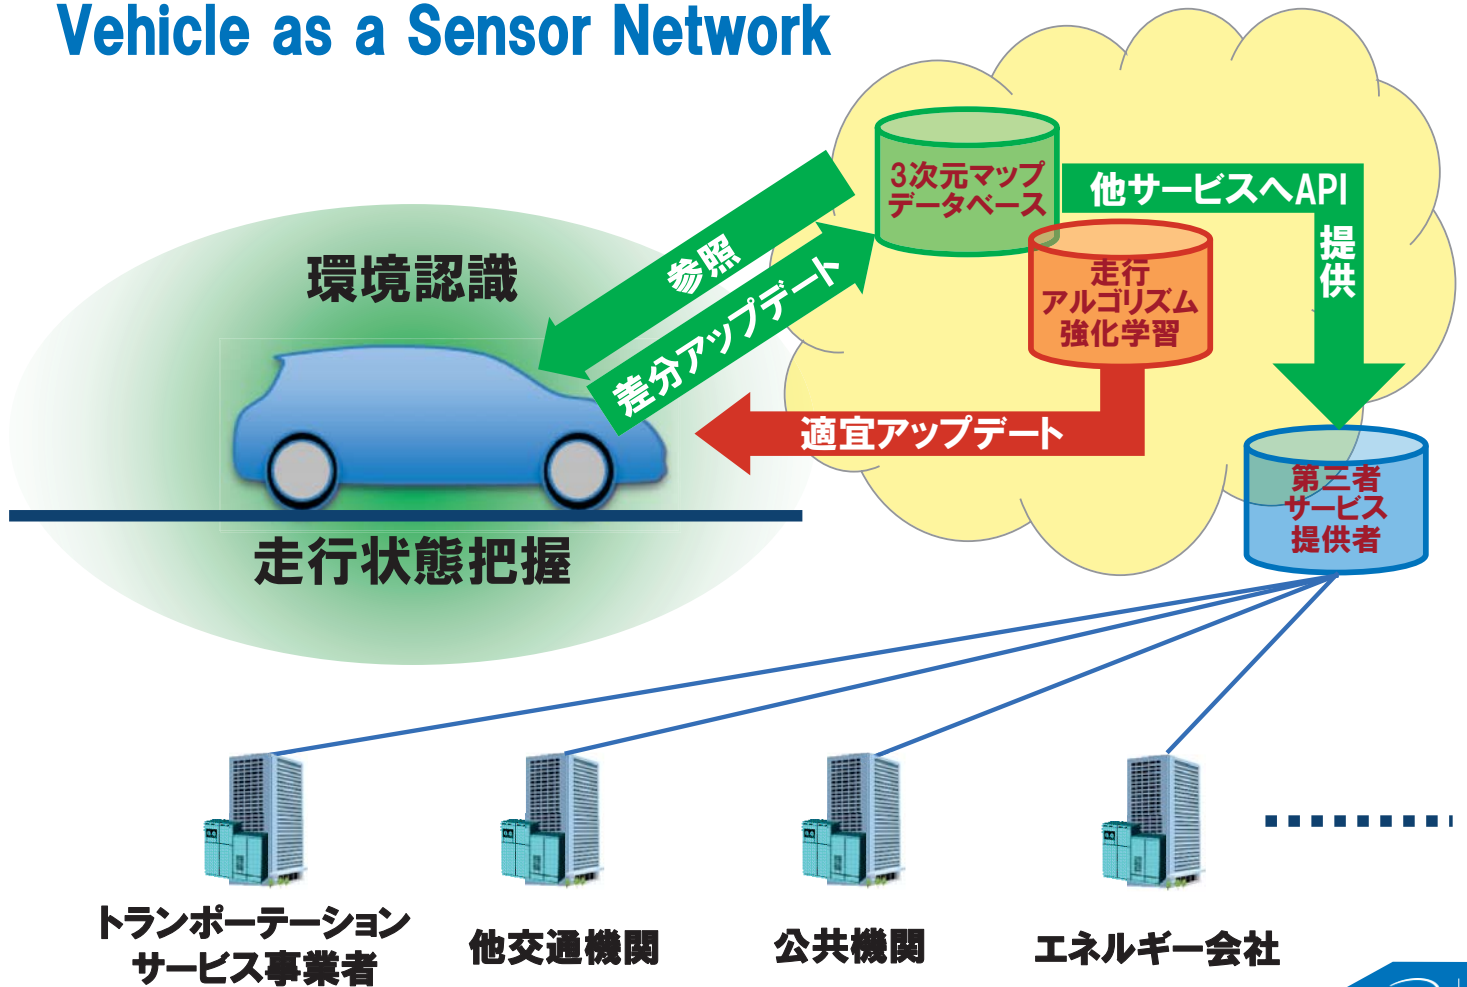 Vehicle as a Sensor Network
3次元マップ
データベース
他サービスへAPI
提供
参照
差分アップデート
環境認識
走行
アルゴリズム
強化学習
適宜アップデート
第三者
サービス
提供者
走行状態把握
トランポーテーション
サービス事業者
他交通機関
公共機関
エネルギー会社